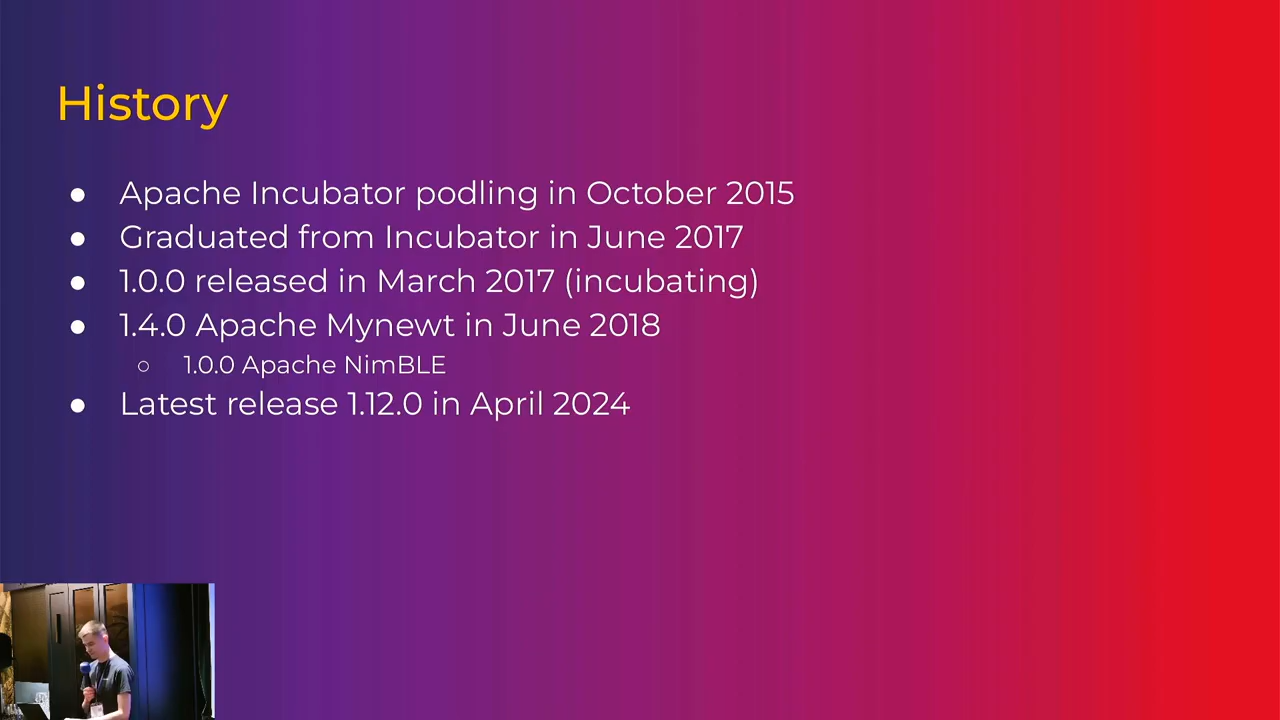 History
● Apache Incubator podling in October 2015
● Graduated from Incubator in June 2017
● 1.0.0 released in March 2017 (incubating)
● 1.4.0 Apache Mynewt in June 2018
○ 1.0.0 Apache NimBLE
● Latest release 1.12.0 in April 2024